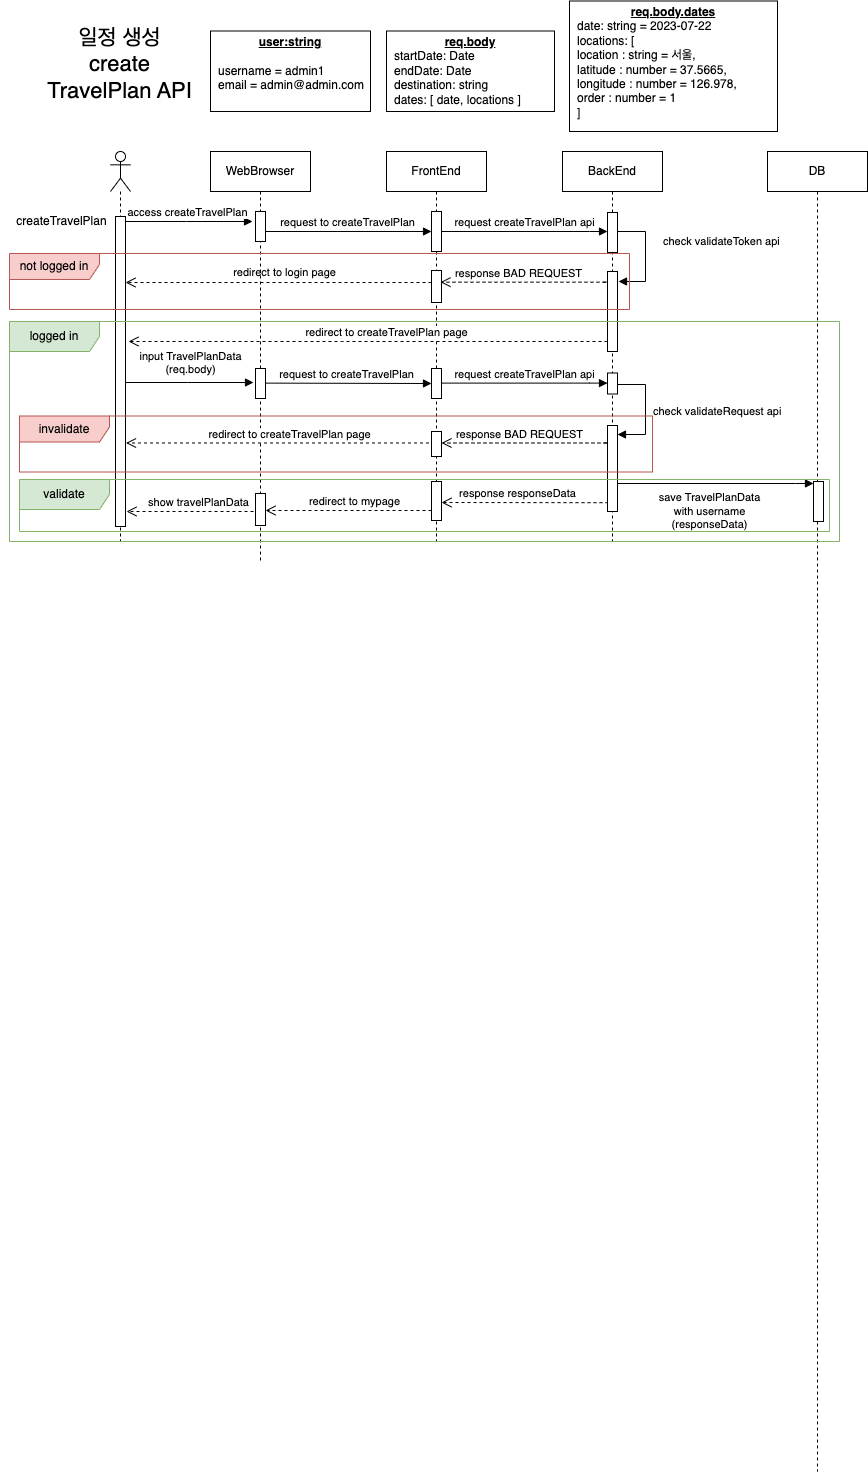 일정 생성
create
TravelPlan API
user:string
username = admin1
email = admin@admin.com
req.body
startDate: Date
endDate: Date
destination: string
dates: [ date, locations ]
req.body.dates
date: string = 2023-07-22
locations: [
location : string = 서울,
latitude : number = 37.5665,
longitude : number = 126.978,
order : number = 1
]
WebBrowser
FrontEnd
BackEnd
DB
createTravelPlan
access createTravelPlan
request to createTravelPlan
request createTravelPlan api
check validateToken api
not logged in
redirect to login page
response BAD REQUEST
logged in
redirect to createTravelPlan page
input TravelPlanData
(req.body)
request to createTravelPlan
request createTravelPlan api
check validateRequest api
invalidate
redirect to createTravelPlan page
response BAD REQUEST
validate
show travelPlanData
redirect to mypage
response responseData
save TravelPlanData
with username
(responseData)